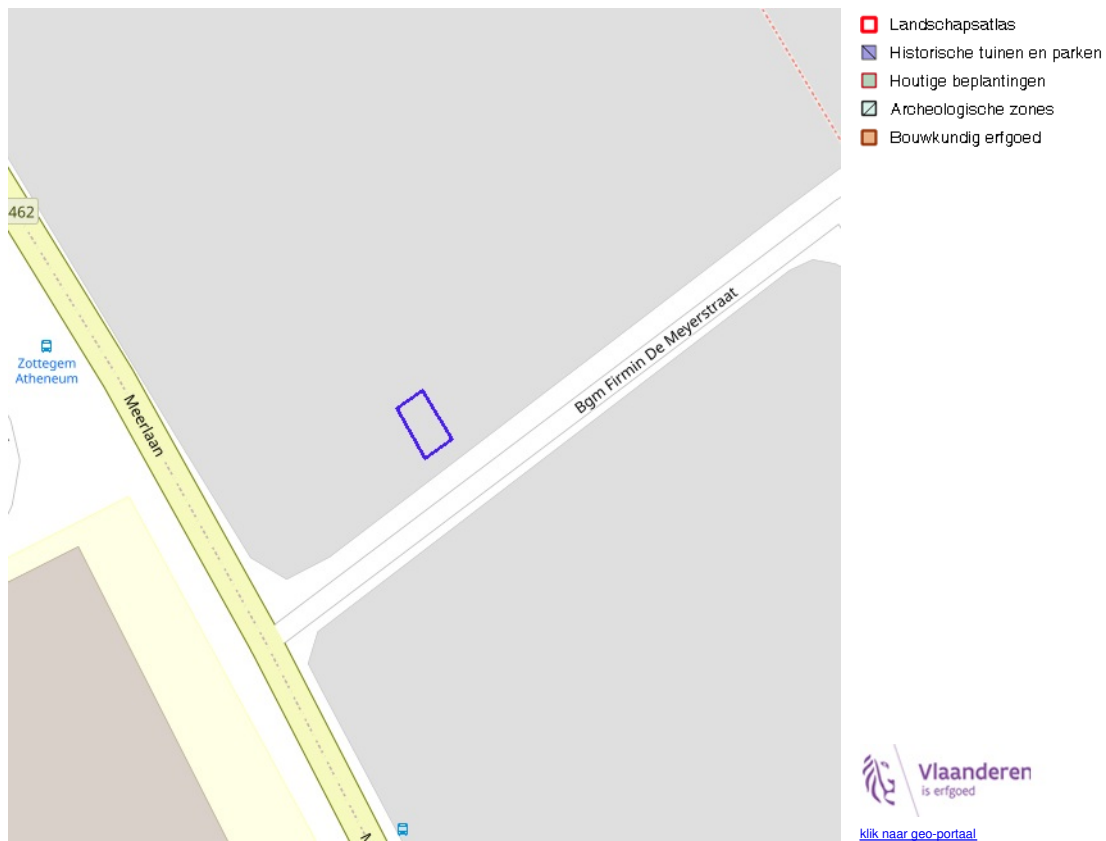 462
Zottegem
Atheneum
Meerlaan
Bgm Firmin De Meyerstraat
M
Landschapsatlas
Historische tuinen en parken
Houtige beplantingen
Archeologische zones
Bouwkundig erfgoed
Vlaanderen
is erfgoed
klik naar geo-portaal